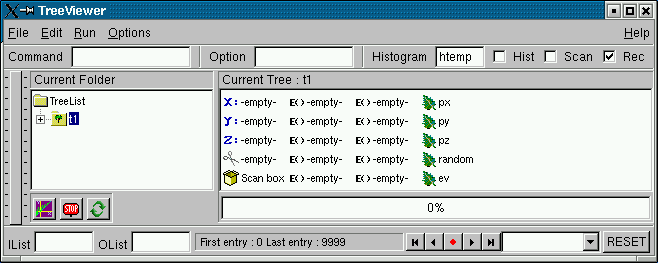 TreeViewer
File Edit Run Options Help
Command Option Histogram htemp Hist Scan Rec
Current Folder
TreeList
t1
Current Tree : t1
X: -empty- E() -empty- E() -empty- px
Y: -empty- E() -empty- E() -empty- py
Z: -empty- E() -empty- E() -empty- pz
-empty- E() -empty- E() -empty- random
Scan box E() -empty- E() -empty- ev
STOP
0%
IList OList First entry : 0 Last entry : 9999 RESET